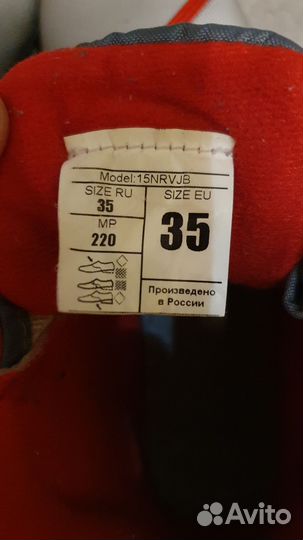 Model:15NRVJB
SIZE RU
35
MP
220
SIZE EU
35
Произведено
в России
Avito